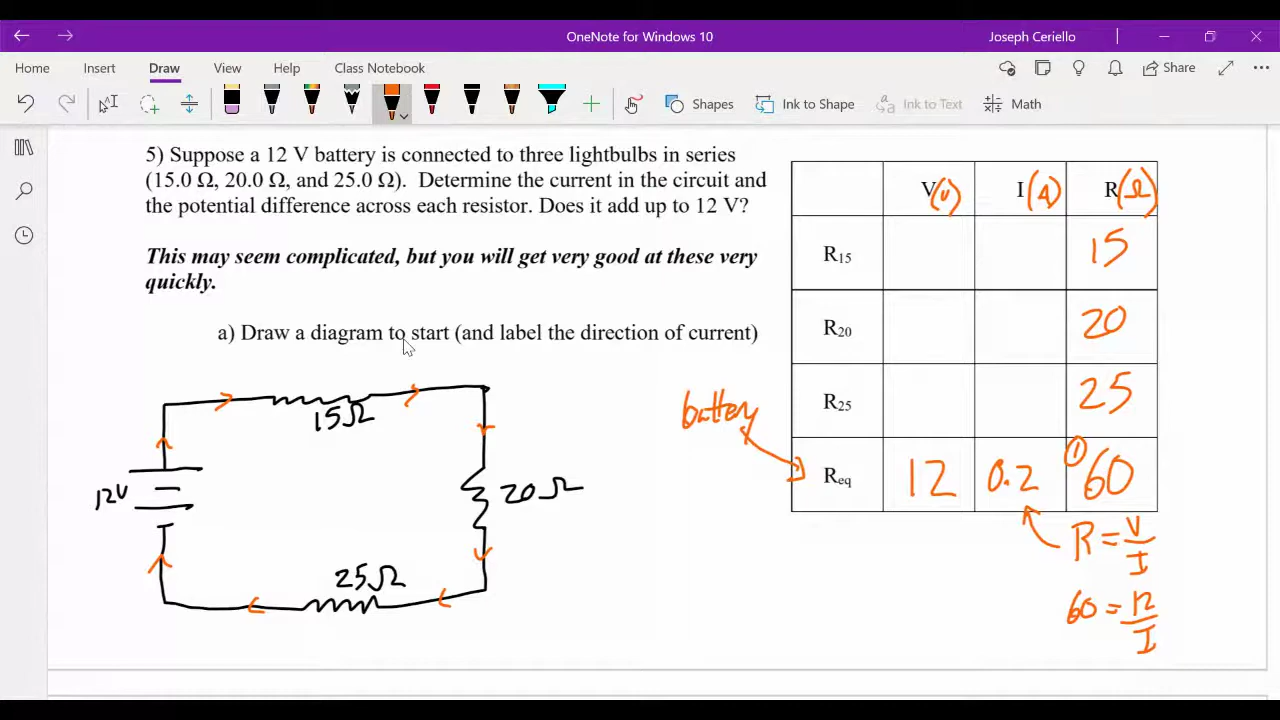 OneNote for Windows 10
Joseph Ceriello
Home Insert Draw View Help Class Notebook
Share
Shapes Ink to Shape Ink to Text Math
5) Suppose a 12 V battery is connected to three lightbulbs in series
(15.0 Ω, 20.0 Ω, and 25.0 Ω). Determine the current in the circuit and
the potential difference across each resistor. Does it add up to 12 V?
This may seem complicated, but you will get very good at these very
quickly.
a) Draw a diagram to start (and label the direction of current)
15Ω
12V
20Ω
25Ω
V(V) I(A) R(Ω)
R15 15
R20 20
R25 25
battery
Req 12 0.2 ①60
R = V/I
60 = 12/I